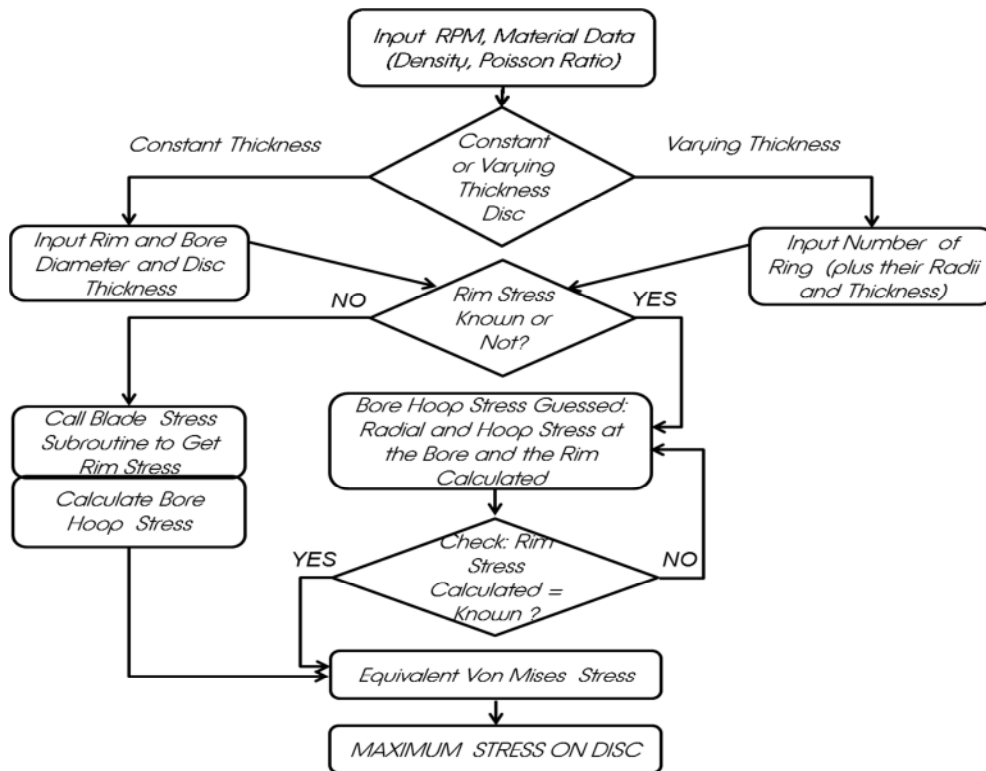 Input RPM, Material Data
(Density, Poisson Ratio)
Constant Thickness
Constant
or Varying
Thickness
Disc
Varying Thickness
Input Rim and Bore
Diameter and Disc
Thickness
Input Number of
Ring (plus their Radii
and Thickness)
NO
Rim Stress
Known or
Not?
YES
Call Blade Stress
Subroutine to Get
Rim Stress
Calculate Bore
Hoop Stress
Bore Hoop Stress Guessed:
Radial and Hoop Stress at
the Bore and the Rim
Calculated
YES
Check: Rim
Stress
Calculated =
Known ?
NO
Equivalent Von Mises Stress
MAXIMUM STRESS ON DISC